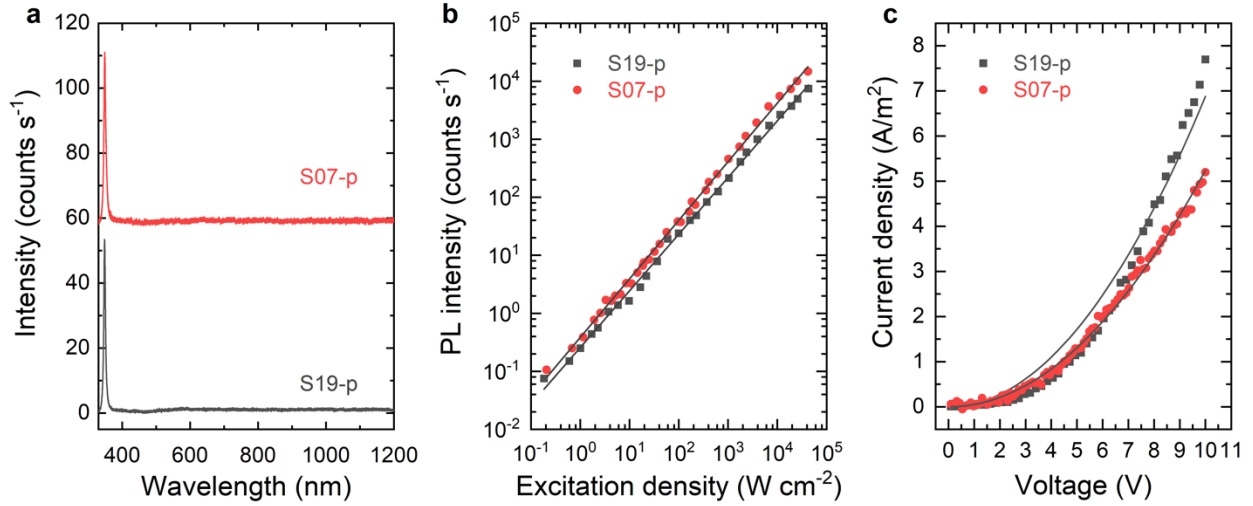 a
Intensity (counts s⁻¹)
120
100
80
60
40
20
0
S07-p
S19-p
400 600 800 1000 1200
Wavelength (nm)
b
PL intensity (counts s⁻¹)
10⁵
10⁴
10³
10²
10¹
10⁰
10⁻¹
10⁻²
S19-p
S07-p
10⁻¹ 10⁰ 10¹ 10² 10³ 10⁴ 10⁵
Excitation density (W cm⁻²)
c
Current density (A/m²)
8
7
6
5
4
3
2
1
0
S19-p
S07-p
0 1 2 3 4 5 6 7 8 9 10 11
Voltage (V)